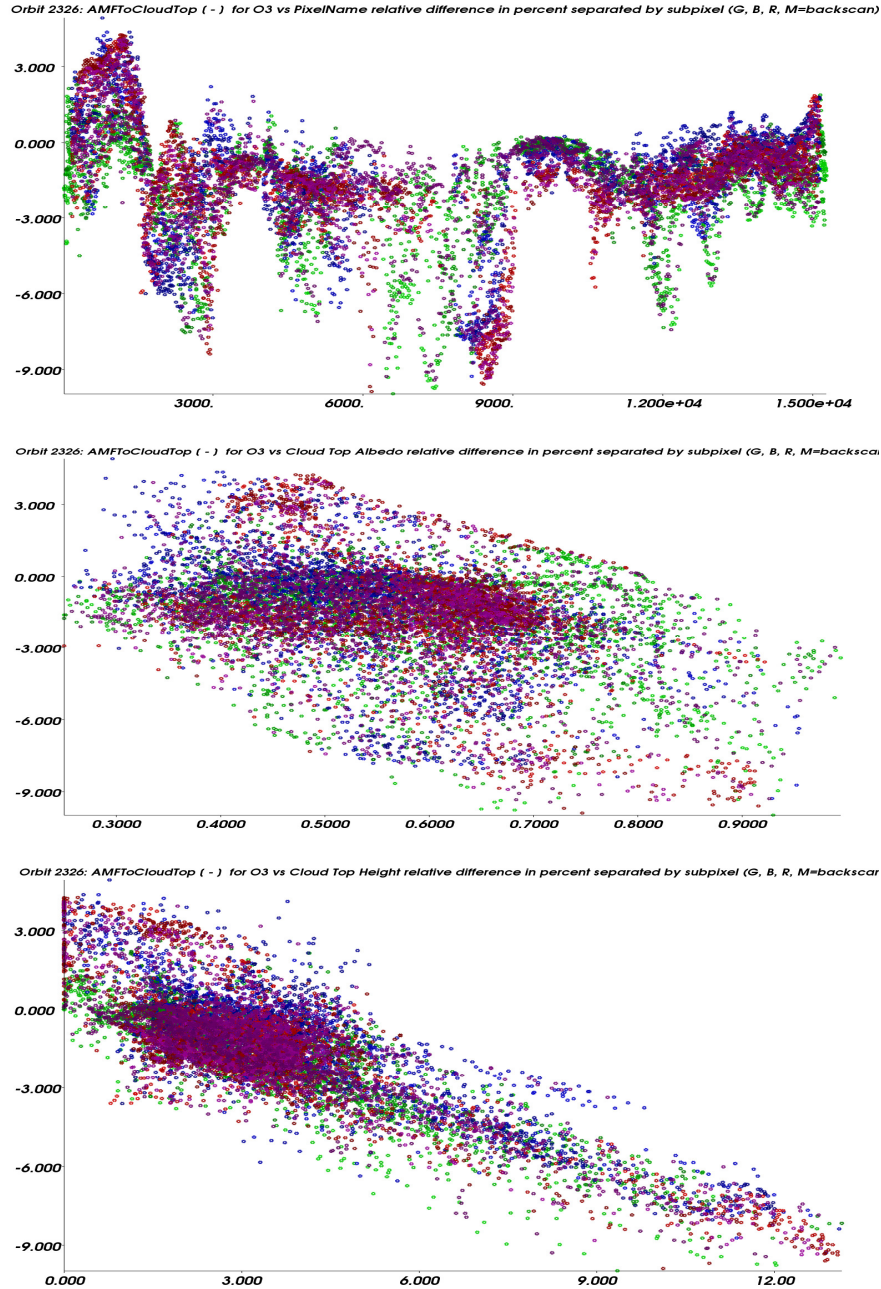 Orbit 2326: AMFToCloudTop ( - ) for O3 vs PixelName relative difference in percent separated by subpixel (G, B, R, M=backscan)
3.000
0.000
-3.000
-6.000
-9.000
3000. 6000. 9000. 1.200e+04 1.500e+04
Orbit 2326: AMFToCloudTop ( - ) for O3 vs Cloud Top Albedo relative difference in percent separated by subpixel (G, B, R, M=backscan
3.000
0.000
-3.000
-6.000
-9.000
0.3000 0.4000 0.5000 0.6000 0.7000 0.8000 0.9000
Orbit 2326: AMFToCloudTop ( - ) for O3 vs Cloud Top Height relative difference in percent separated by subpixel (G, B, R, M=backscan
3.000
0.000
-3.000
-6.000
-9.000
0.000 3.000 6.000 9.000 12.00